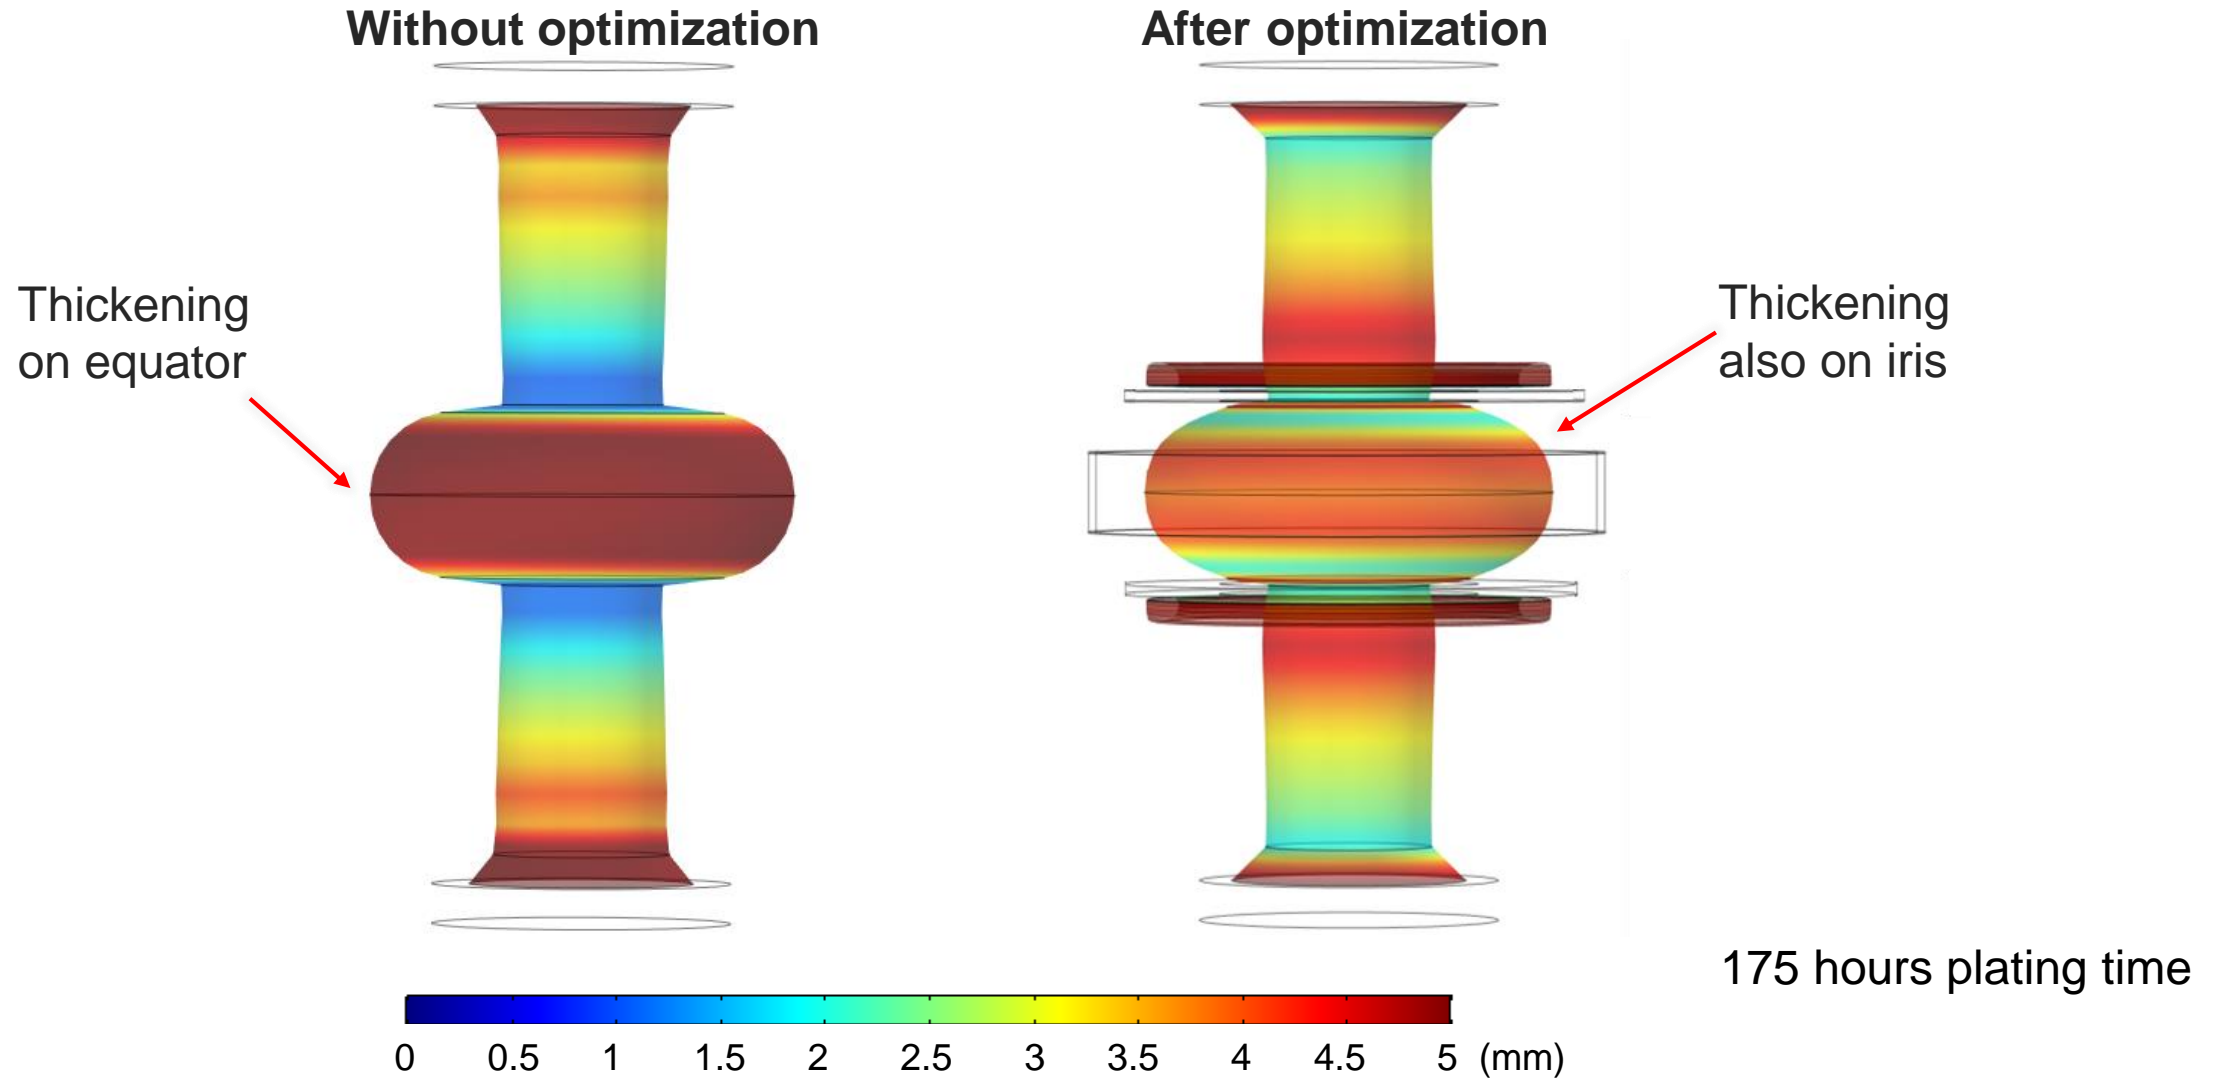 Without optimization
After optimization
Thickening
on equator
Thickening
also on iris
175 hours plating time
0 0.5 1 1.5 2 2.5 3 3.5 4 4.5 5 (mm)